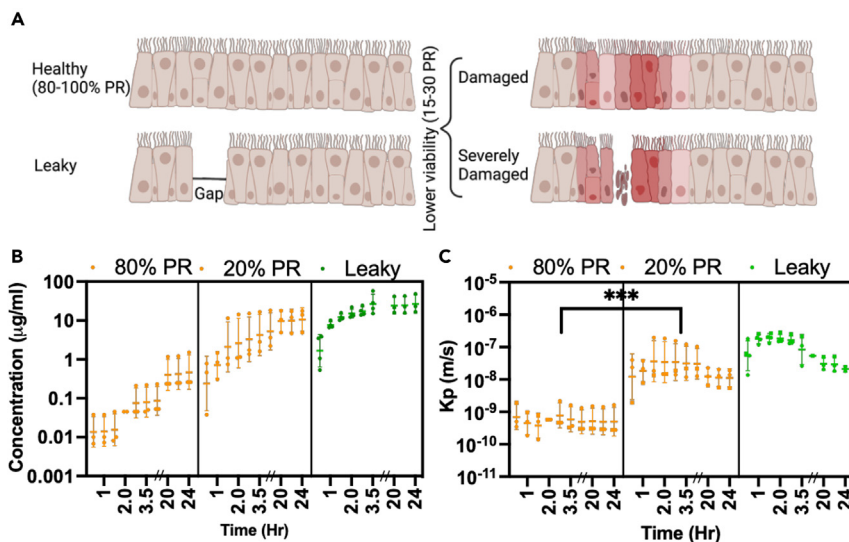 A
Healthy
(80-100% PR)
Leaky
Gap
Lower viability (15-30 PR)
Damaged
Severely
Damaged
B
80% PR
20% PR
Leaky
Concentration (µg/ml)
100
10
1
0.1
0.01
0.001
1
2.0
3.5
20
24
1
2.0
3.5
20
24
1
2.0
3.5
20
24
Time (Hr)
C
80% PR
20% PR
Leaky
***
Kp (m/s)
10-5
10-6
10-7
10-8
10-9
10-10
10-11
1
2.0
3.5
20
24
1
2.0
3.5
20
24
1
2.0
3.5
20
24
Time (Hr)